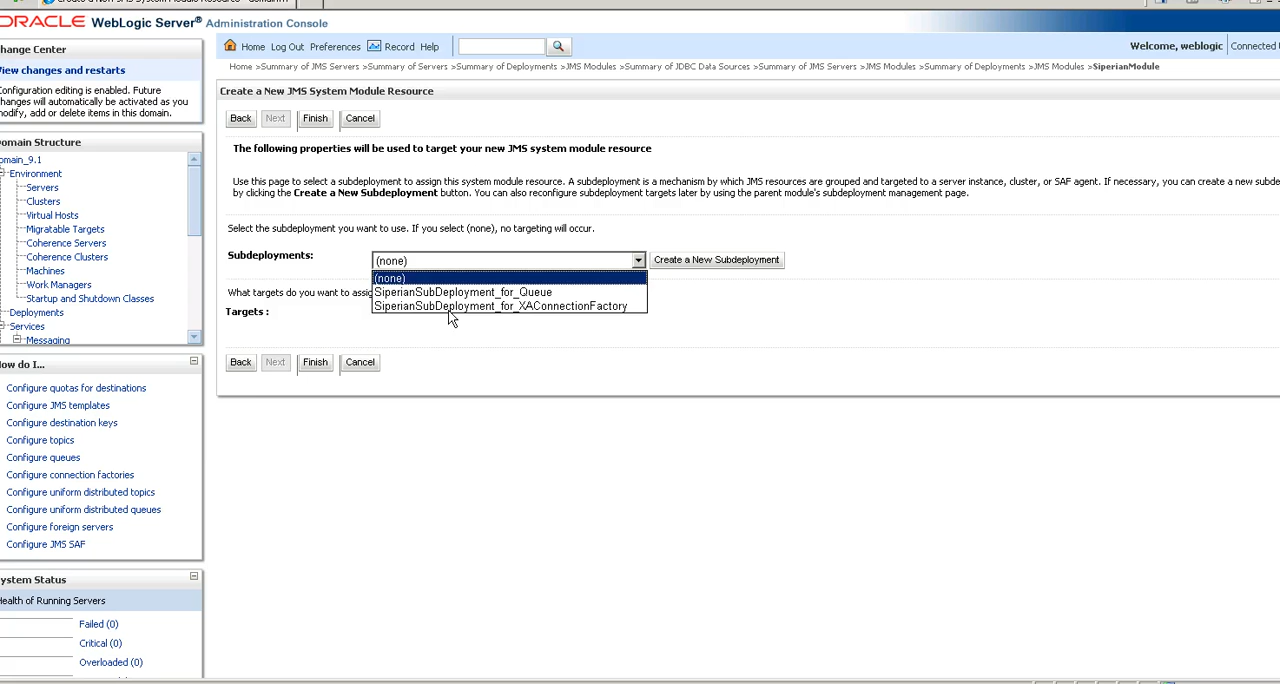 Create a New JMS System Module Resource - domain
ORACLE WebLogic Server® Administration Console
hange Center
View changes and restarts
Configuration editing is enabled. Future
changes will automatically be activated as you
modify, add or delete items in this domain.
omain Structure
omain_9.1
Environment
Servers
Clusters
Virtual Hosts
Migratable Targets
Coherence Servers
Coherence Clusters
Machines
Work Managers
Startup and Shutdown Classes
Deployments
Services
Messaging
ow do I...
Configure quotas for destinations
Configure JMS templates
Configure destination keys
Configure topics
Configure queues
Configure connection factories
Configure uniform distributed topics
Configure uniform distributed queues
Configure foreign servers
Configure JMS SAF
ystem Status
Health of Running Servers
Failed (0)
Critical (0)
Overloaded (0)
Home Log Out Preferences Record Help
Welcome, weblogic Connected
Home >Summary of JMS Servers >Summary of Servers >Summary of Deployments >JMS Modules >Summary of JDBC Data Sources >Summary of JMS Servers >JMS Modules >Summary of Deployments >JMS Modules >SiperianModule
Create a New JMS System Module Resource
Back Next Finish Cancel
The following properties will be used to target your new JMS system module resource
Use this page to select a subdeployment to assign this system module resource. A subdeployment is a mechanism by which JMS resources are grouped and targeted to a server instance, cluster, or SAF agent. If necessary, you can create a new subde
by clicking the Create a New Subdeployment button. You can also reconfigure subdeployment targets later by using the parent module's subdeployment management page.
Select the subdeployment you want to use. If you select (none), no targeting will occur.
Subdeployments: (none) Create a New Subdeployment
(none)
SiperianSubDeployment_for_Queue
SiperianSubDeployment_for_XAConnectionFactory
What targets do you want to assig
Targets :
Back Next Finish Cancel